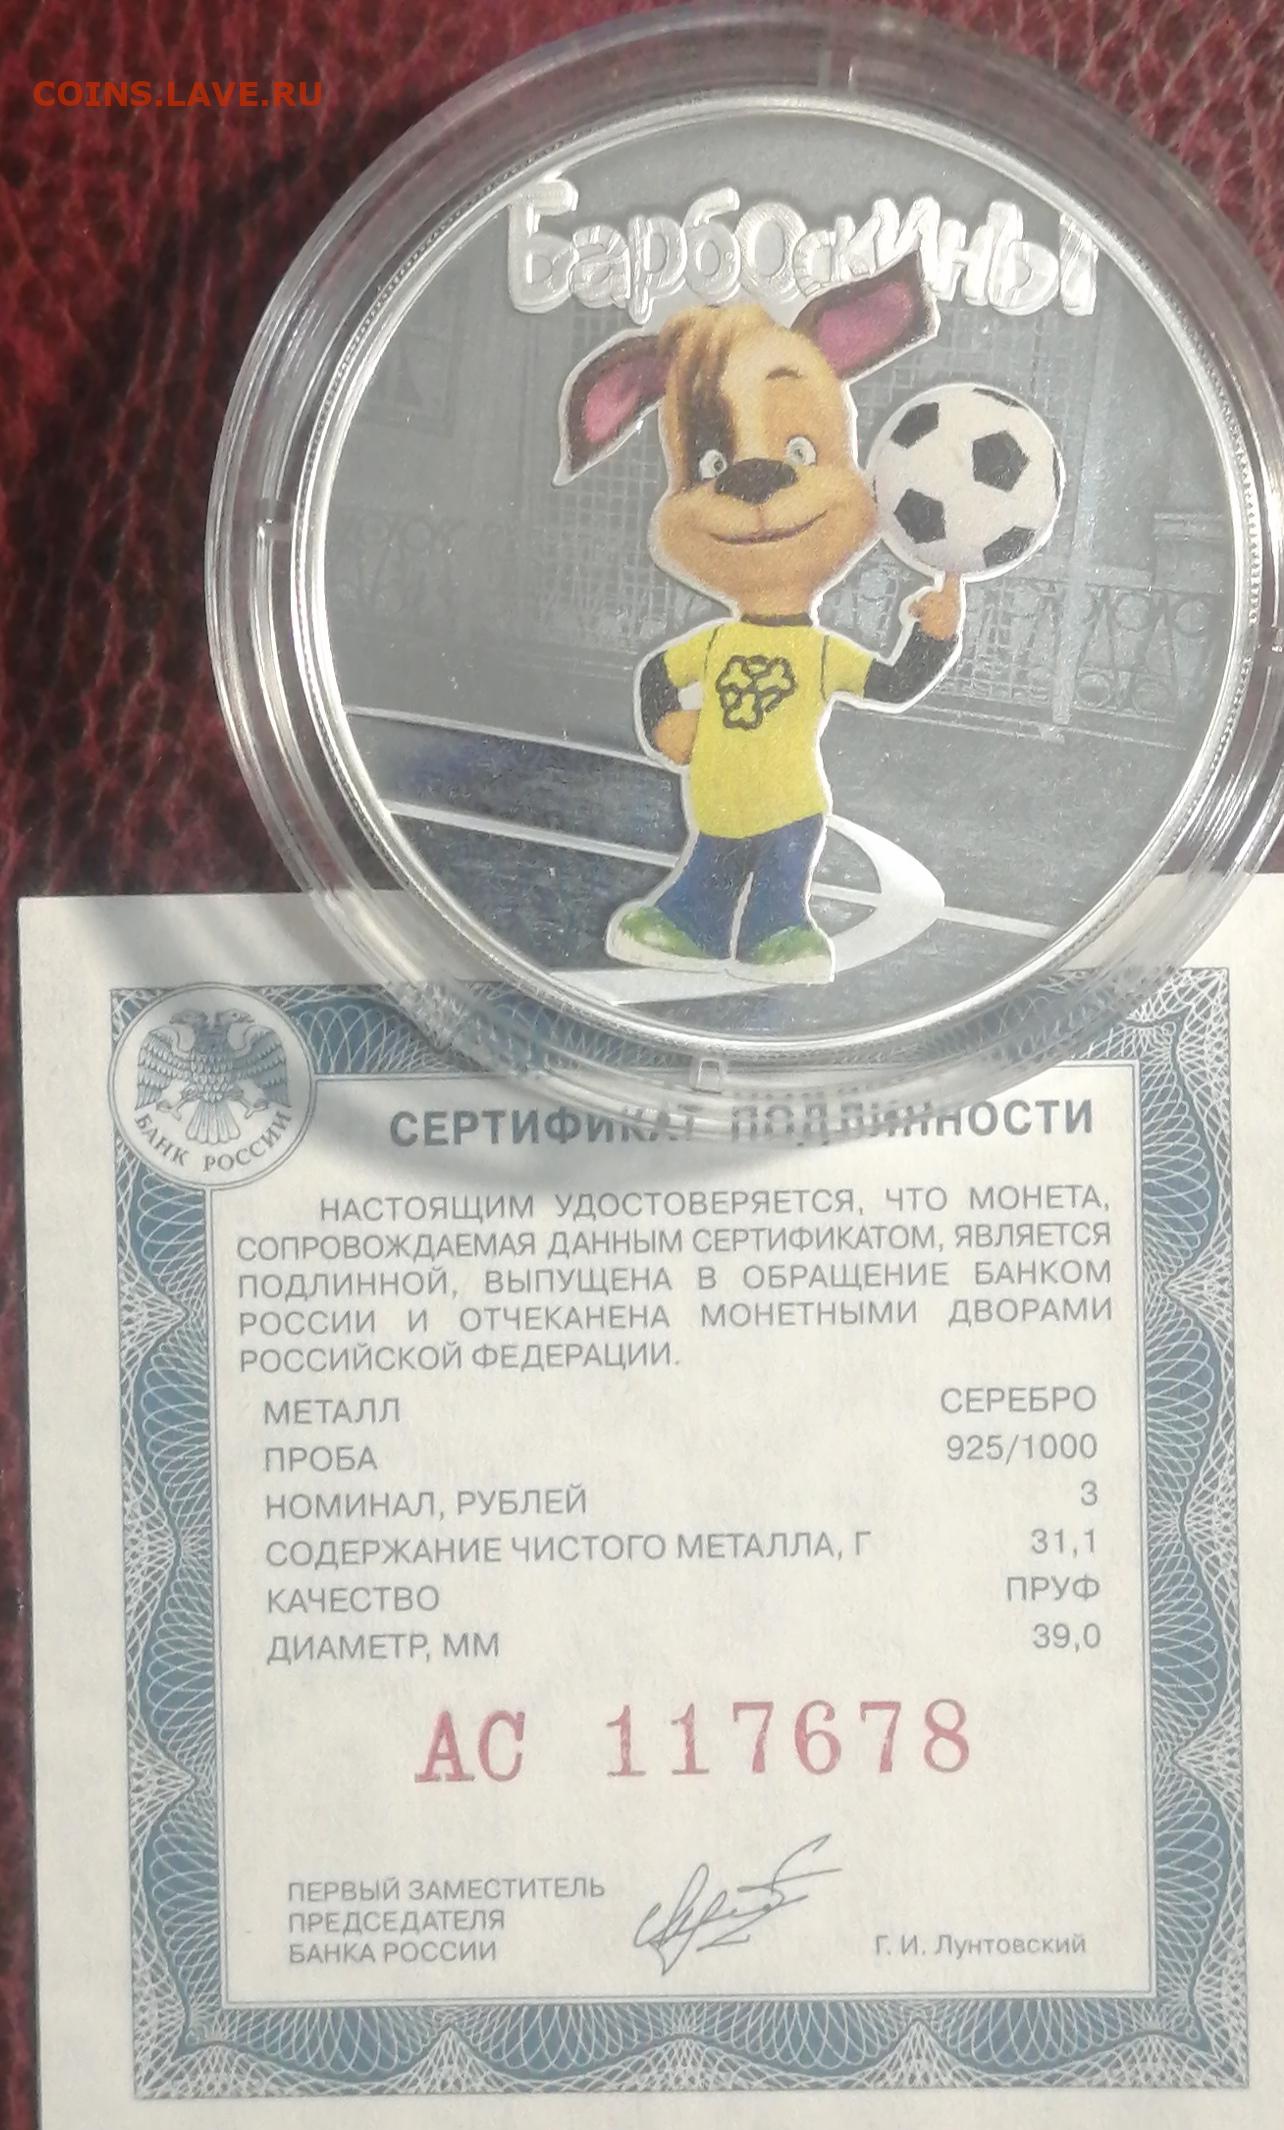 COINS.LAVE.RU
Барбоскины
БАНК РОССИИ
СЕРТИФИКАТ ПОДЛИННОСТИ
НАСТОЯЩИМ УДОСТОВЕРЯЕТСЯ, ЧТО МОНЕТА,
СОПРОВОЖДАЕМАЯ ДАННЫМ СЕРТИФИКАТОМ, ЯВЛЯЕТСЯ
ПОДЛИННОЙ, ВЫПУЩЕНА В ОБРАЩЕНИЕ БАНКОМ
РОССИИ И ОТЧЕКАНЕНА МОНЕТНЫМИ ДВОРАМИ
РОССИЙСКОЙ ФЕДЕРАЦИИ.
МЕТАЛЛ СЕРЕБРО
ПРОБА 925/1000
НОМИНАЛ, РУБЛЕЙ 3
СОДЕРЖАНИЕ ЧИСТОГО МЕТАЛЛА, Г 31,1
КАЧЕСТВО ПРУФ
ДИАМЕТР, ММ 39,0
АС 117678
ПЕРВЫЙ ЗАМЕСТИТЕЛЬ
ПРЕДСЕДАТЕЛЯ
БАНКА РОССИИ Г. И. Лунтовский